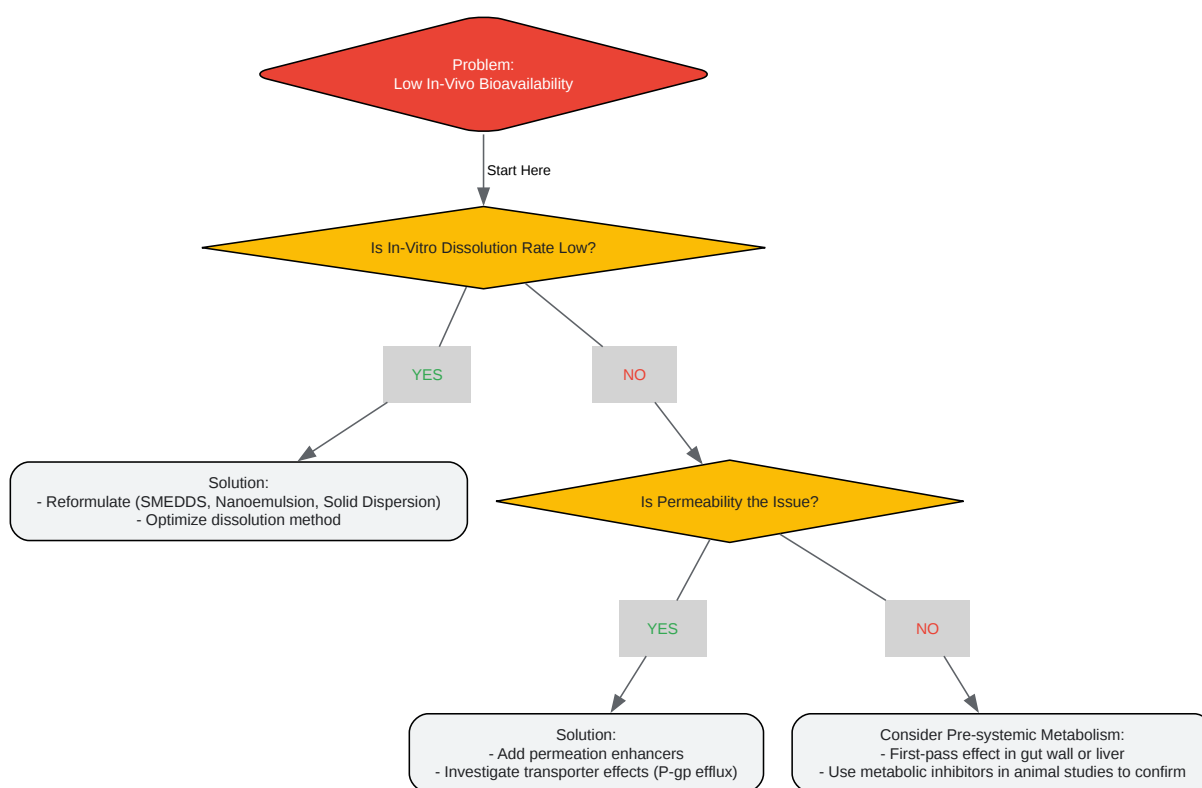 Problem:
Low In-Vivo Bioavailability
Start Here
Is In-Vitro Dissolution Rate Low?
YES
NO
Solution:
- Reformulate (SMEDDS, Nanoemulsion, Solid Dispersion)
- Optimize dissolution method
Is Permeability the Issue?
YES
NO
Solution:
- Add permeation enhancers
- Investigate transporter effects (P-gp efflux)
Consider Pre-systemic Metabolism:
- First-pass effect in gut wall or liver
- Use metabolic inhibitors in animal studies to confirm